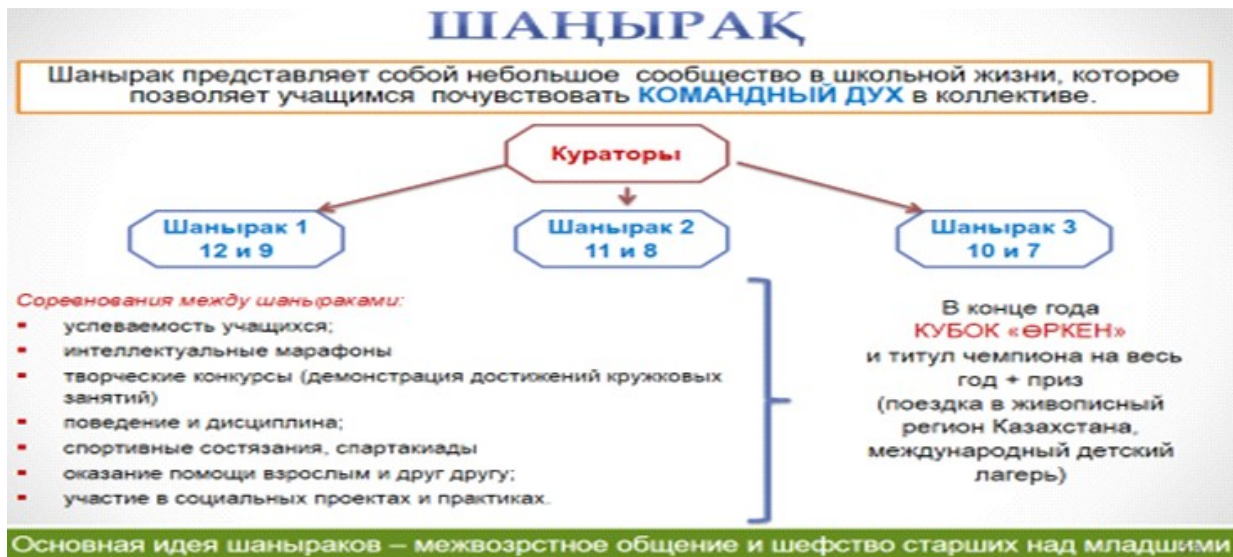 ШАҢЫРАҚ
Шанырак представляет собой небольшое сообщество в школьной жизни, которое
позволяет учащимся почувствовать КОМАНДНЫЙ ДУХ в коллективе.
Кураторы
Шанырак 1
12 и 9
Шанырак 2
11 и 8
Шанырак 3
10 и 7
Соревнования между шаныраками:
▪ успеваемость учащихся;
▪ интеллектуальные марафоны
▪ творческие конкурсы (демонстрация достижений кружковых
занятий)
▪ поведение и дисциплина;
▪ спортивные состязания, спартакиады
▪ оказание помощи взрослым и друг другу;
▪ участие в социальных проектах и практиках.
В конце года
КУБОК «ӨРКЕН»
и титул чемпиона на весь
год + приз
(поездка в живописный
регион Казахстана,
международный детский
лагерь)
Основная идея шаныраков – межвозрстное общение и шефство старших над младшими